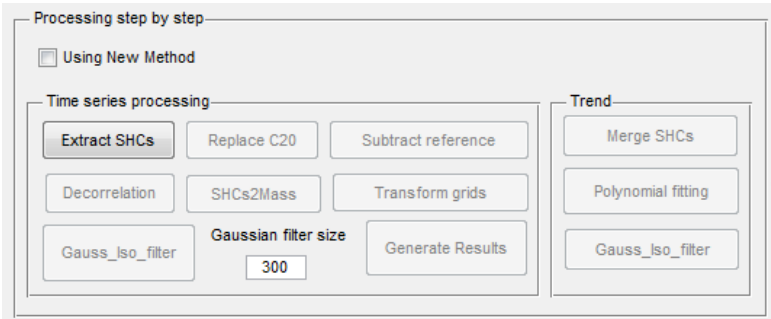 Processing step by step
Using New Method
Time series processing
Trend
Extract SHCs
Replace C20
Subtract reference
Merge SHCs
Decorrelation
SHCs2Mass
Transform grids
Polynomial fitting
Gauss_Iso_filter
Gaussian filter size
300
Generate Results
Gauss_Iso_filter